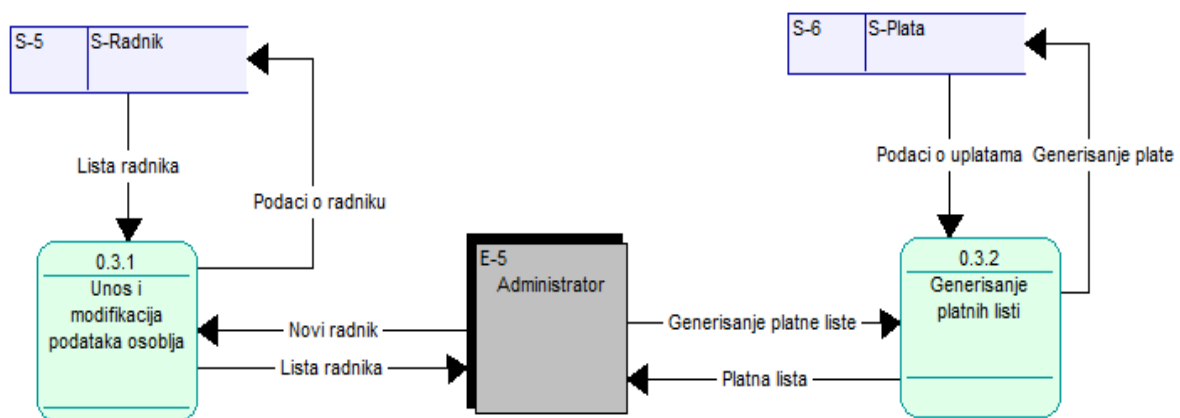 S-5 S-Radnik
S-6 S-Plata
Lista radnika
Podaci o uplatama
Generisanje plate
Podaci o radniku
0.3.1
Unos i
modifikacija
podataka osoblja
E-5
Administrator
0.3.2
Generisanje
platnih listi
Novi radnik
Generisanje platne liste
Lista radnika
Platna lista